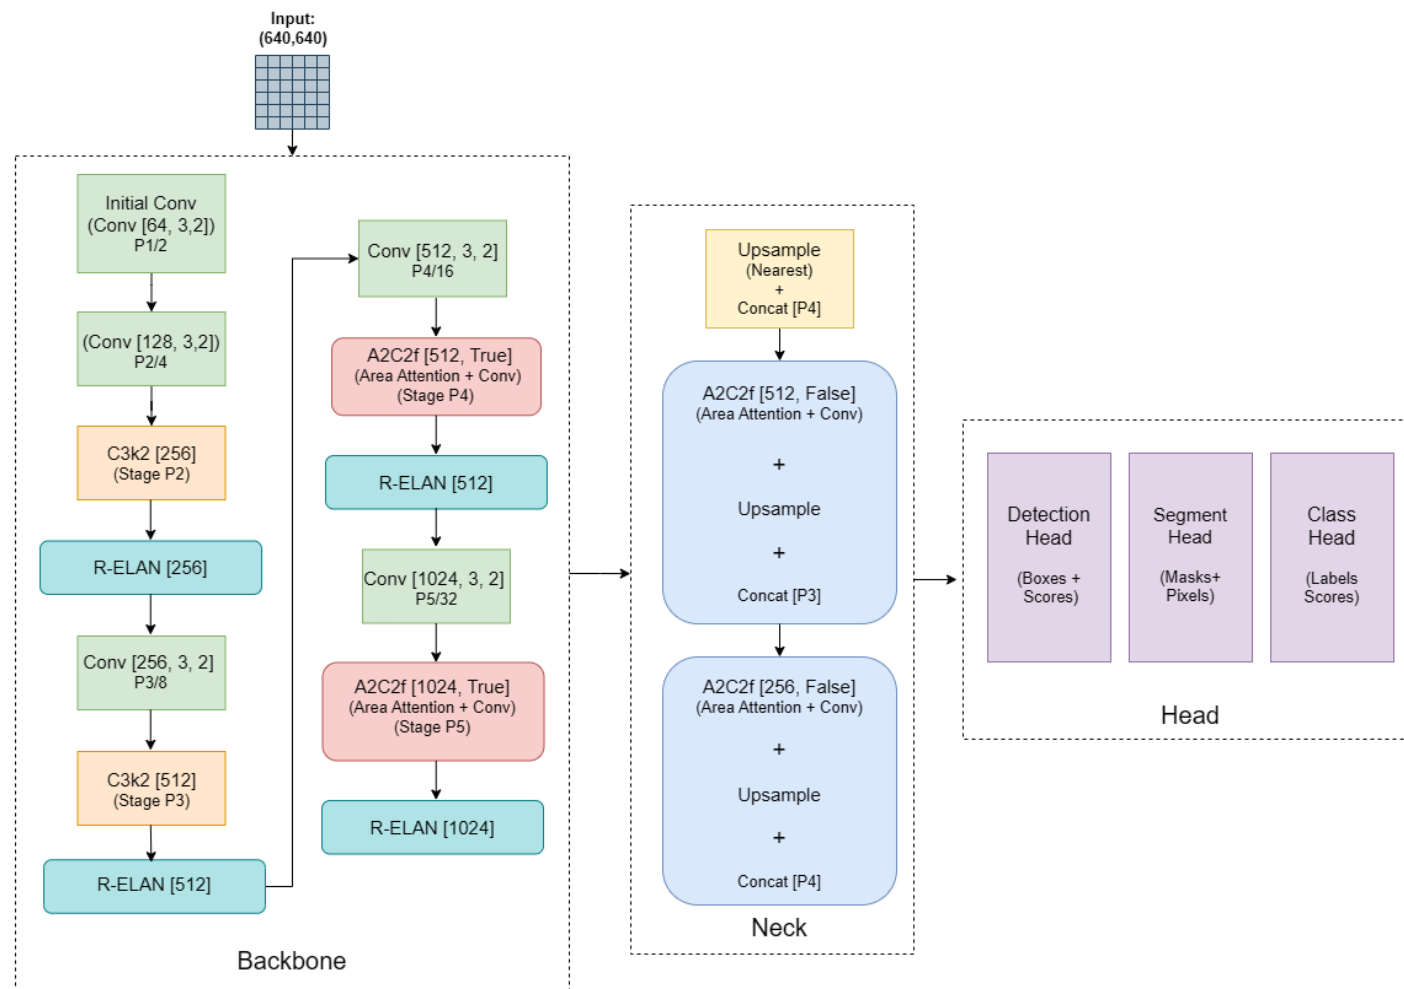 Input:
(640,640)
Initial Conv
(Conv [64, 3,2])
P1/2
(Conv [128, 3,2])
P2/4
C3k2 [256]
(Stage P2)
R-ELAN [256]
Conv [256, 3, 2]
P3/8
C3k2 [512]
(Stage P3)
R-ELAN [512]
Conv [512, 3, 2]
P4/16
A2C2f [512, True]
(Area Attention + Conv)
(Stage P4)
R-ELAN [512]
Conv [1024, 3, 2]
P5/32
A2C2f [1024, True]
(Area Attention + Conv)
(Stage P5)
R-ELAN [1024]
Backbone
Upsample
(Nearest)
+
Concat [P4]
A2C2f [512, False]
(Area Attention + Conv)
+
Upsample
+
Concat [P3]
A2C2f [256, False]
(Area Attention + Conv)
+
Upsample
+
Concat [P4]
Neck
Detection
Head
(Boxes +
Scores)
Segment
Head
(Masks+
Pixels)
Class
Head
(Labels
Scores)
Head